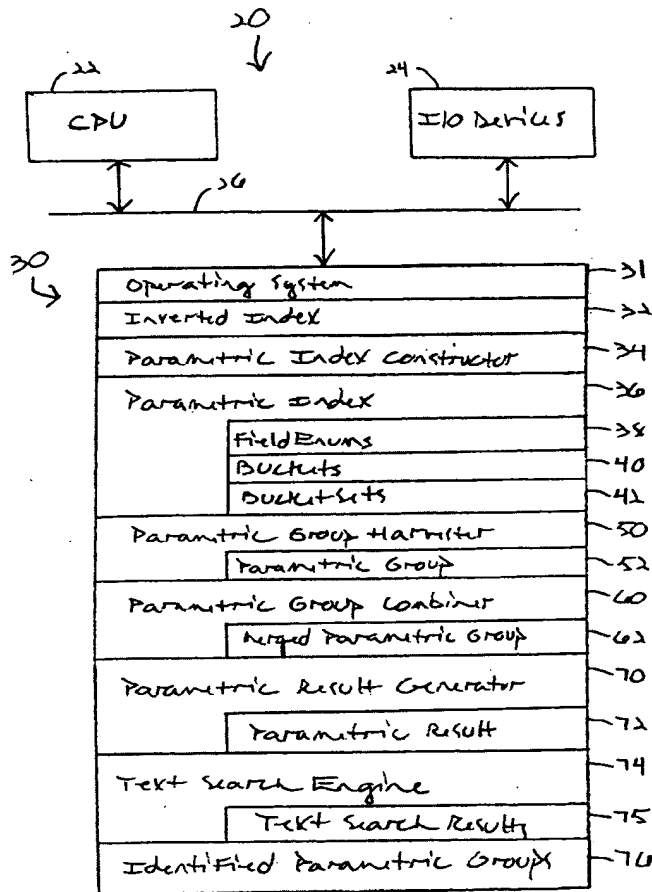 20
22
24
CPU
I/O Devices
26
30
Operating System 31
Inverted Index 32
Parametric Index Constructor 34
Parametric Index 36
FieldEnums 38
Buckets 40
BucketSets 42
Parametric Group Harvester 50
Parametric Group 52
Parametric Group Combiner 60
Merged Parametric Group 62
Parametric Result Generator 70
Parametric Result 72
Text Search Engine 74
Text Search Results 75
Identified Parametric Groups 76